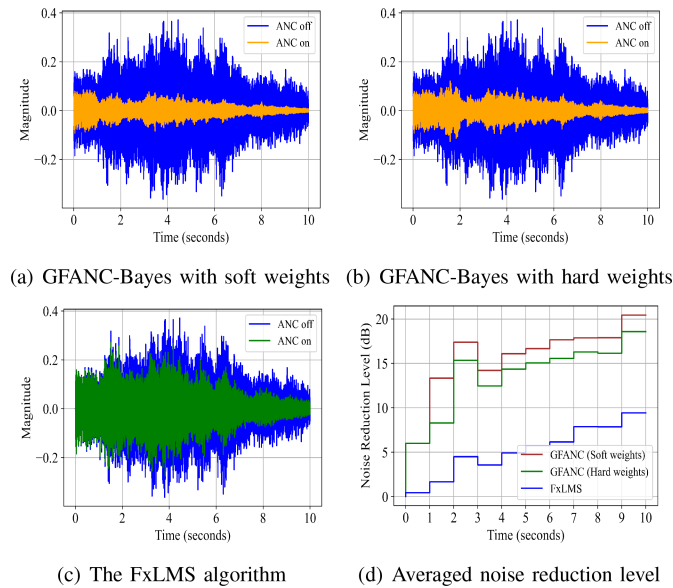 ANC off
ANC on
0.4
0.2
0.0
−0.2
Magnitude
0 2 4 6 8 10
Time (seconds)
(a) GFANC-Bayes with soft weights
ANC off
ANC on
0.4
0.2
0.0
−0.2
Magnitude
0 2 4 6 8 10
Time (seconds)
(b) GFANC-Bayes with hard weights
ANC off
ANC on
0.4
0.2
0.0
−0.2
Magnitude
0 2 4 6 8 10
Time (seconds)
(c) The FxLMS algorithm
20
15
10
5
0
Noise Reduction Level (dB)
GFANC (Soft weights)
GFANC (Hard weights)
FxLMS
0 1 2 3 4 5 6 7 8 9 10
Time (seconds)
(d) Averaged noise reduction level